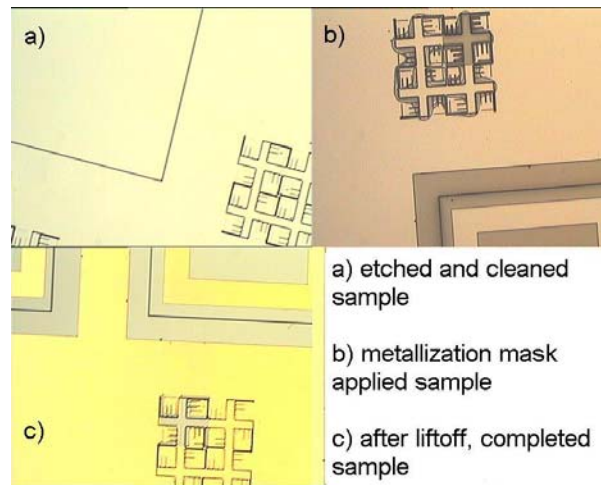 a)
b)
c)
a) etched and cleaned
sample
b) metallization mask
applied sample
c) after liftoff, completed
sample